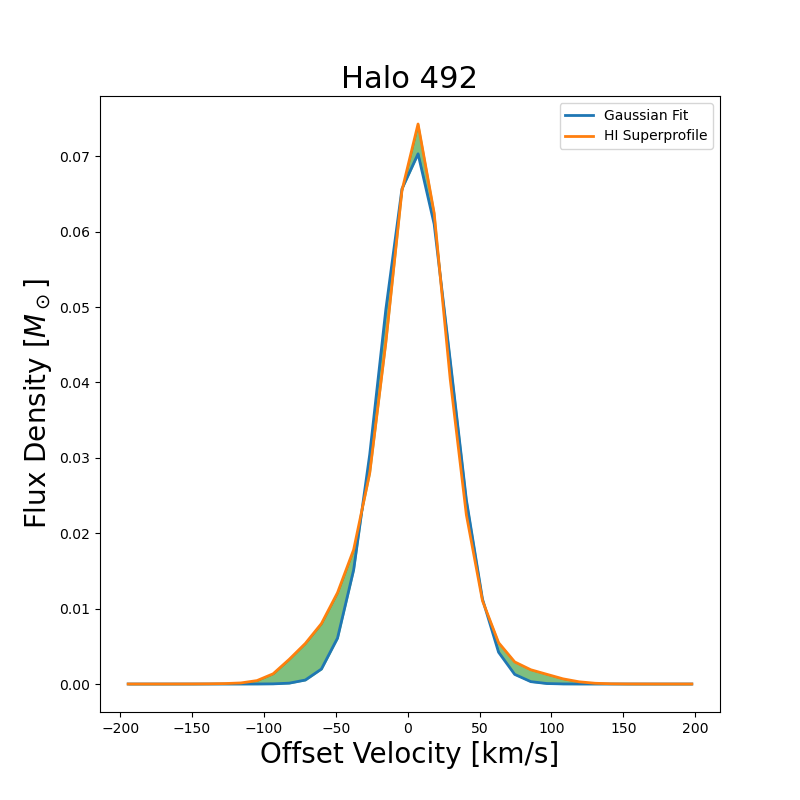 Halo 492
Gaussian Fit
HI Superprofile
Flux Density [M⊙]
0.07
0.06
0.05
0.04
0.03
0.02
0.01
0.00
−200 −150 −100 −50 0 50 100 150 200
Offset Velocity [km/s]